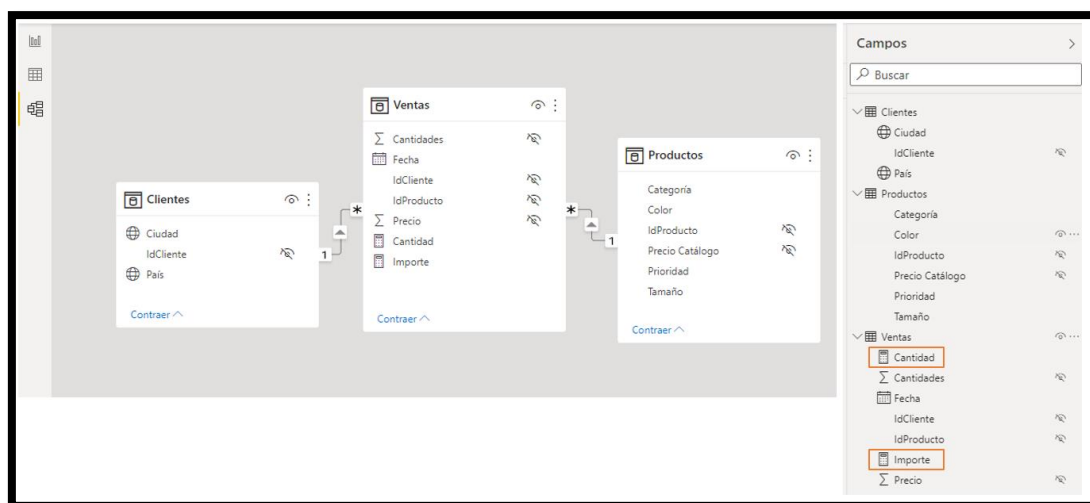 Ventas
Cantidades
Fecha
IdCliente
IdProducto
Precio
Cantidad
Importe
Contraer
Clientes
Ciudad
IdCliente
País
Contraer
1
*
*
1
Productos
Categoría
Color
IdProducto
Precio Catálogo
Prioridad
Tamaño
Contraer
Campos
Buscar
Clientes
Ciudad
IdCliente
País
Productos
Categoría
Color
IdProducto
Precio Catálogo
Prioridad
Tamaño
Ventas
Cantidad
Cantidades
Fecha
IdCliente
IdProducto
Importe
Precio